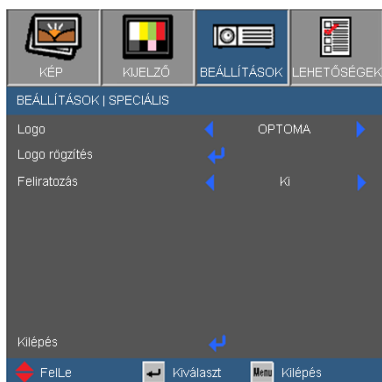 KÉP KIJELZŐ BEÁLLÍTÁSOK LEHETŐSÉGEK
BEÁLLÍTÁSOK | SPECIÁLIS
Logo OPTOMA
Logo rögzítés
Feliratozás Ki
Kilépés
FelLe Kiválaszt Menu Kilépés